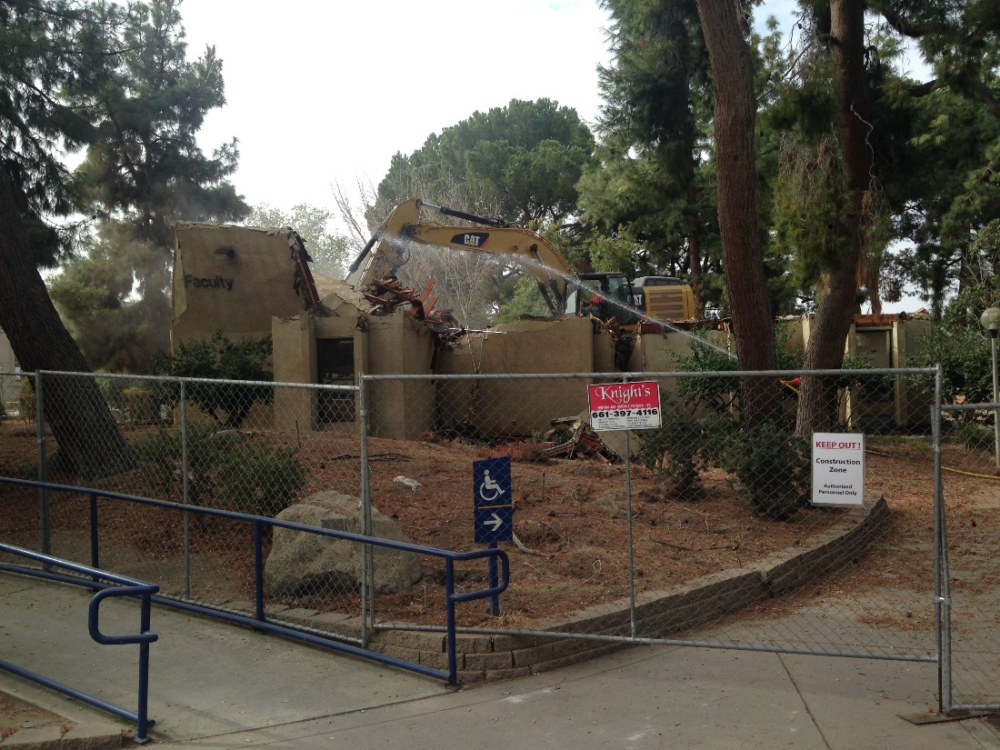 Faculty
CAT
Knight's
661-397-4116
KEEP OUT !
Construction
Zone
Authorized
Personnel Only